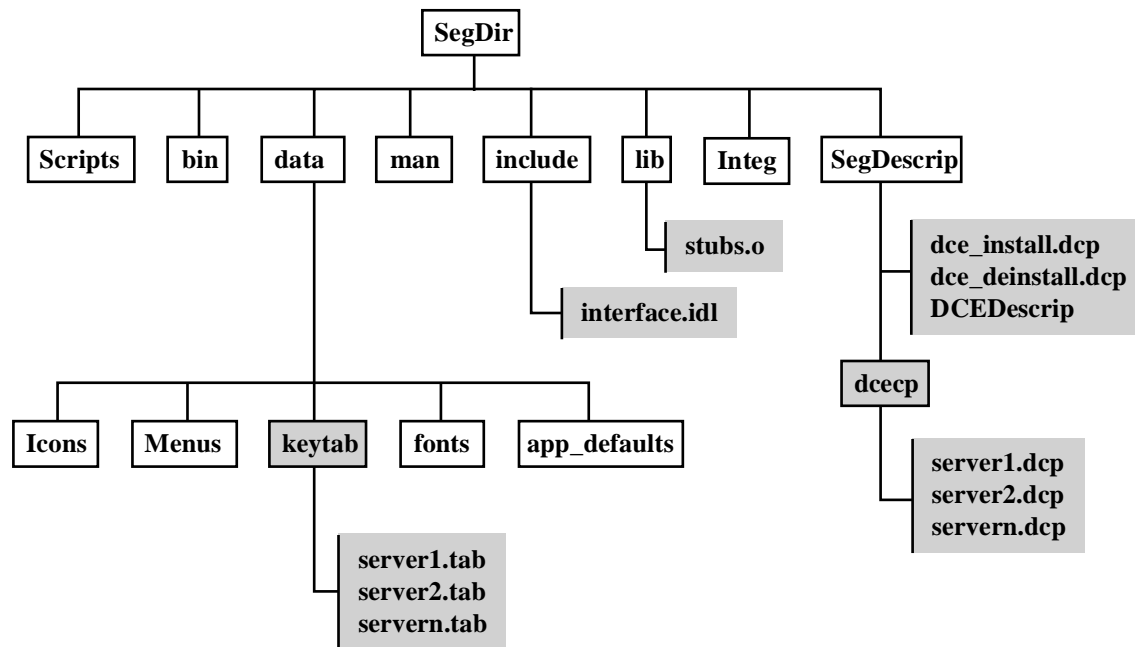 SegDir
Scripts
bin
data
man
include
lib
Integ
SegDescrip
stubs.o
dce_install.dcp
dce_deinstall.dcp
DCEDescrip
interface.idl
dcecp
Icons
Menus
keytab
fonts
app_defaults
server1.dcp
server2.dcp
servern.dcp
server1.tab
server2.tab
servern.tab